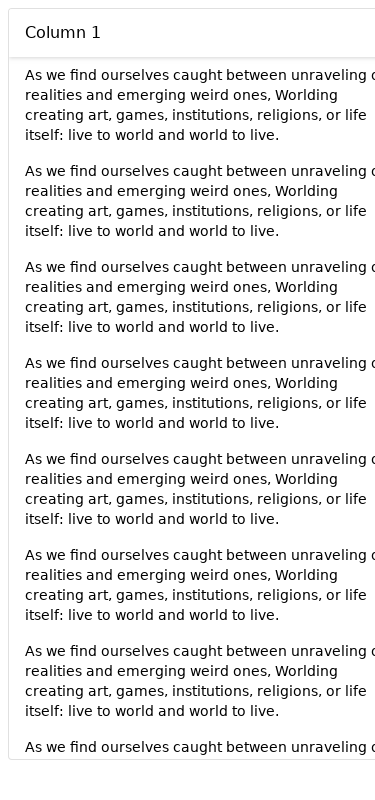 Column 1
As we find ourselves caught between unraveling
realities and emerging weird ones, Worlding
creating art, games, institutions, religions, or life
itself: live to world and world to live.
As we find ourselves caught between unraveling
realities and emerging weird ones, Worlding
creating art, games, institutions, religions, or life
itself: live to world and world to live.
As we find ourselves caught between unraveling
realities and emerging weird ones, Worlding
creating art, games, institutions, religions, or life
itself: live to world and world to live.
As we find ourselves caught between unraveling
realities and emerging weird ones, Worlding
creating art, games, institutions, religions, or life
itself: live to world and world to live.
As we find ourselves caught between unraveling
realities and emerging weird ones, Worlding
creating art, games, institutions, religions, or life
itself: live to world and world to live.
As we find ourselves caught between unraveling
realities and emerging weird ones, Worlding
creating art, games, institutions, religions, or life
itself: live to world and world to live.
As we find ourselves caught between unraveling
realities and emerging weird ones, Worlding
creating art, games, institutions, religions, or life
itself: live to world and world to live.
As we find ourselves caught between unraveling